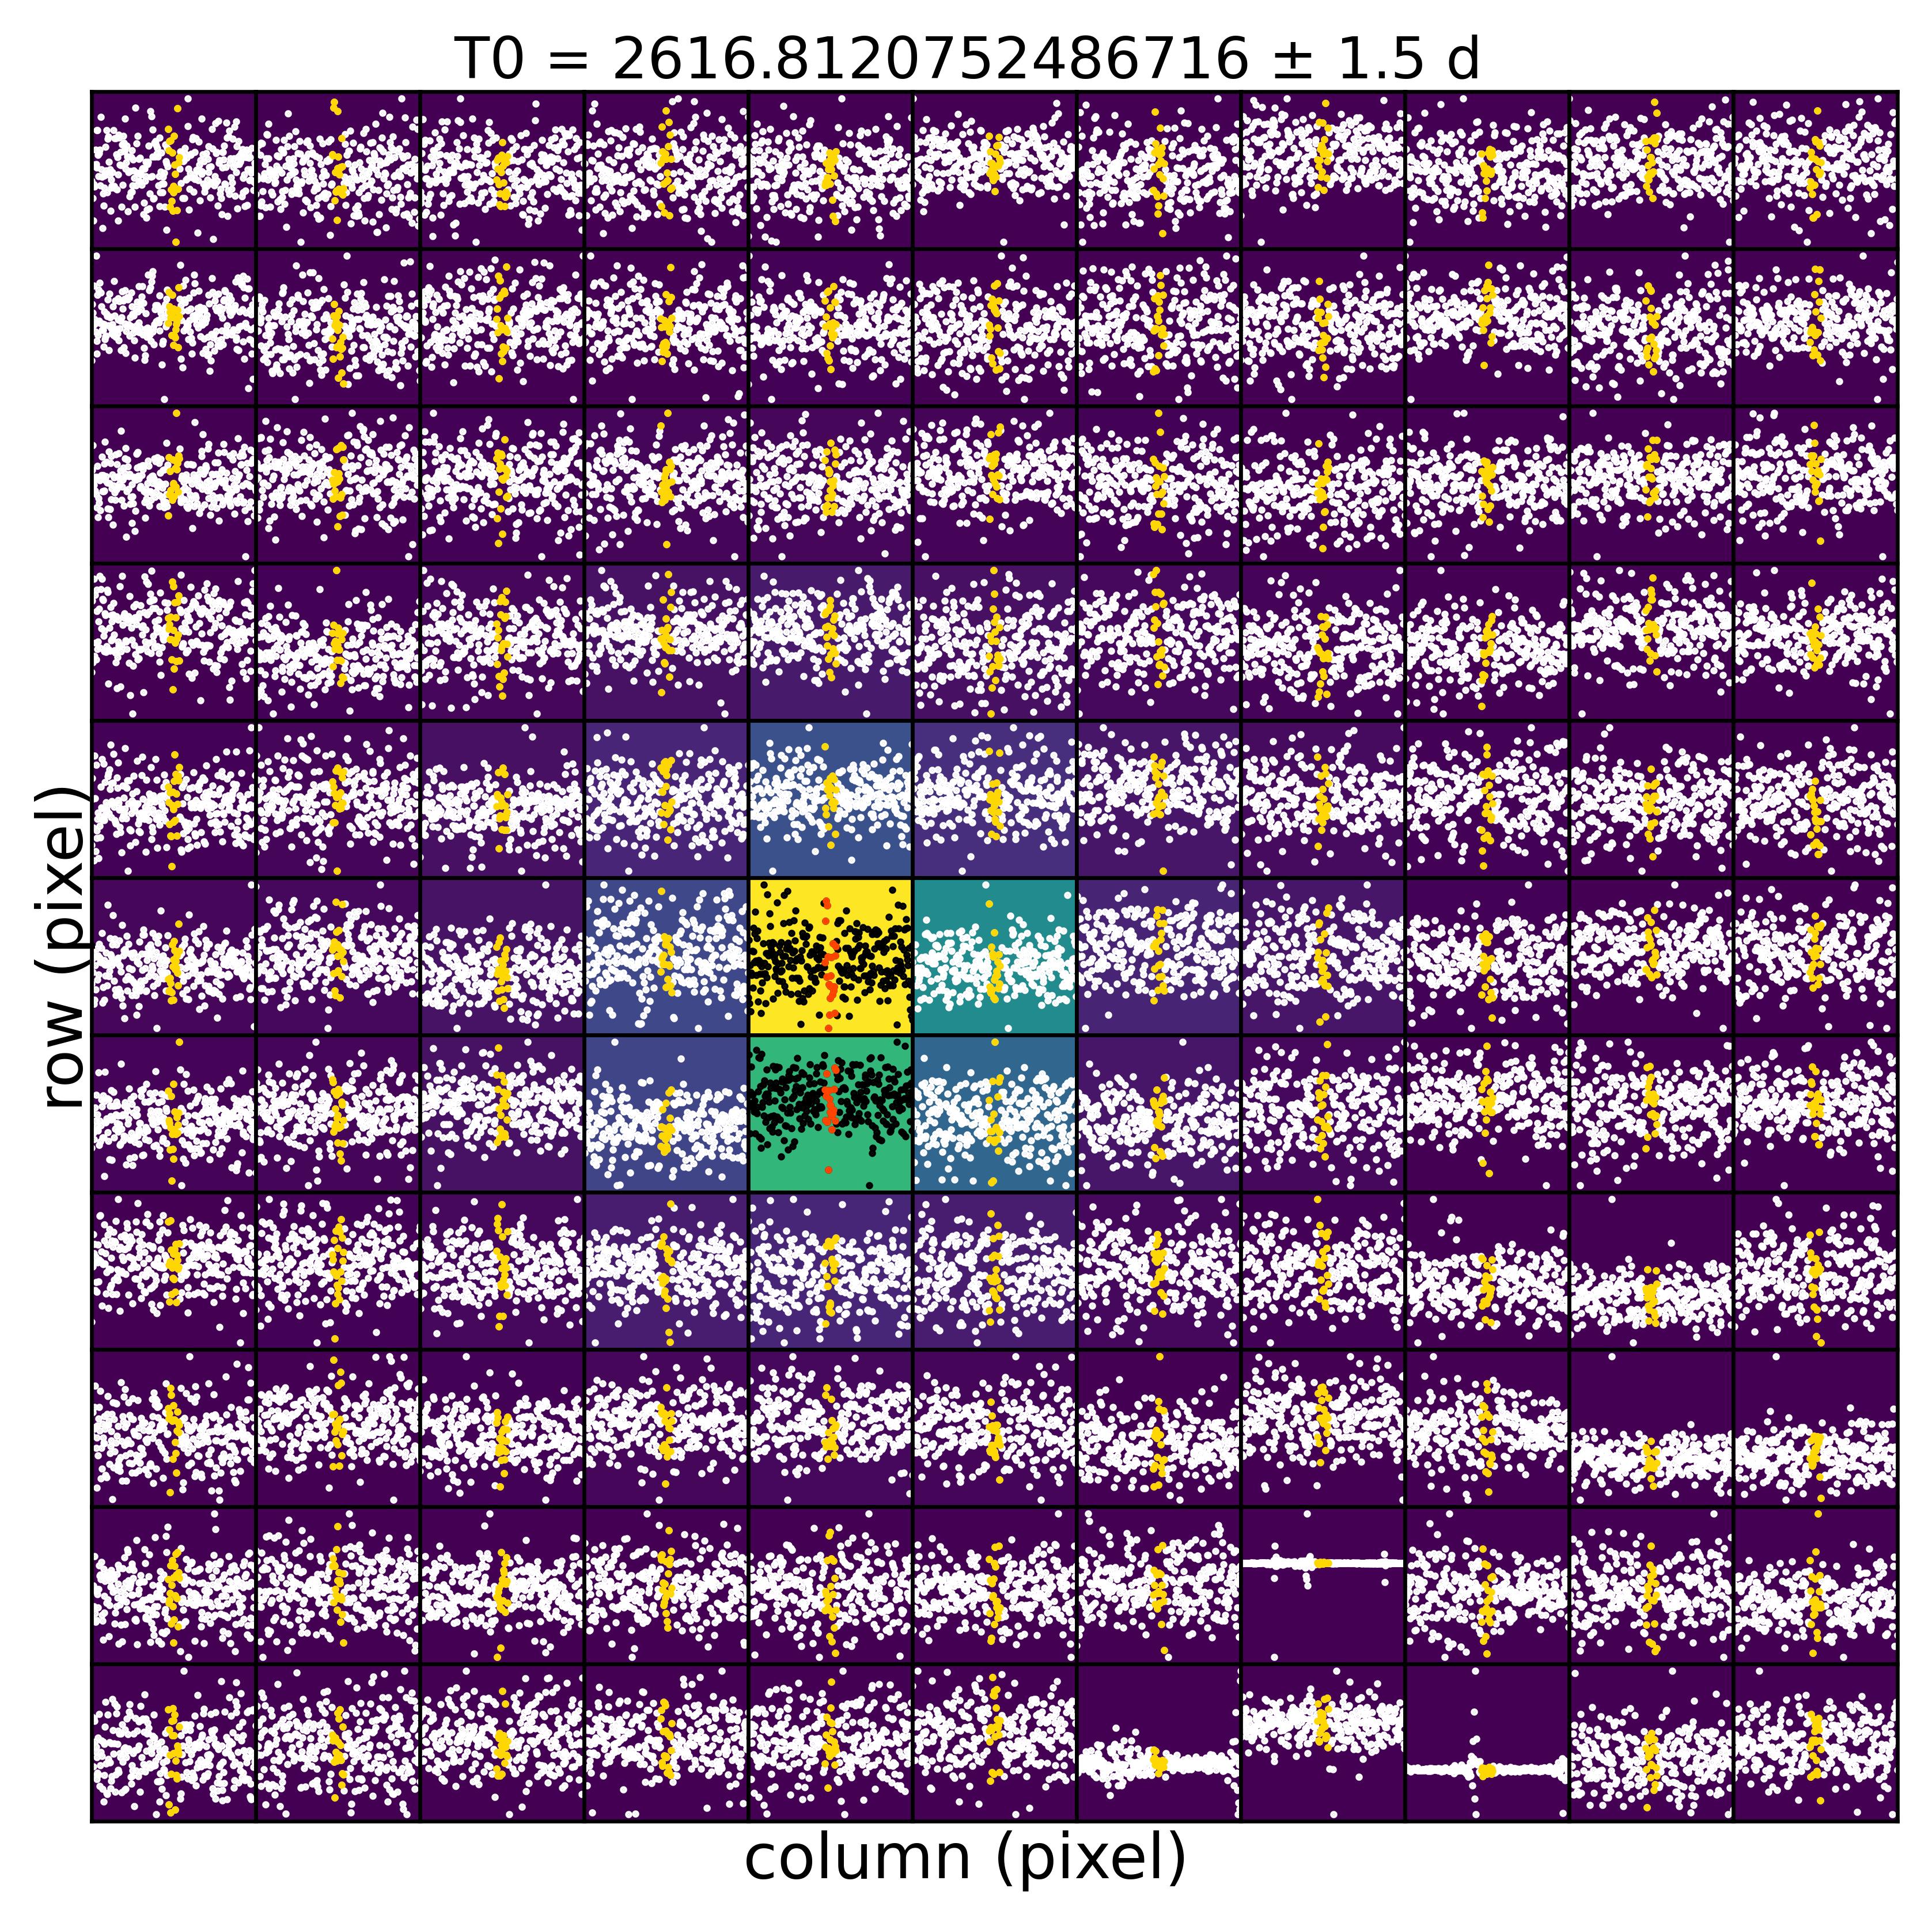 T0 = 2616.8120752486716 ± 1.5 d
row (pixel)
column (pixel)